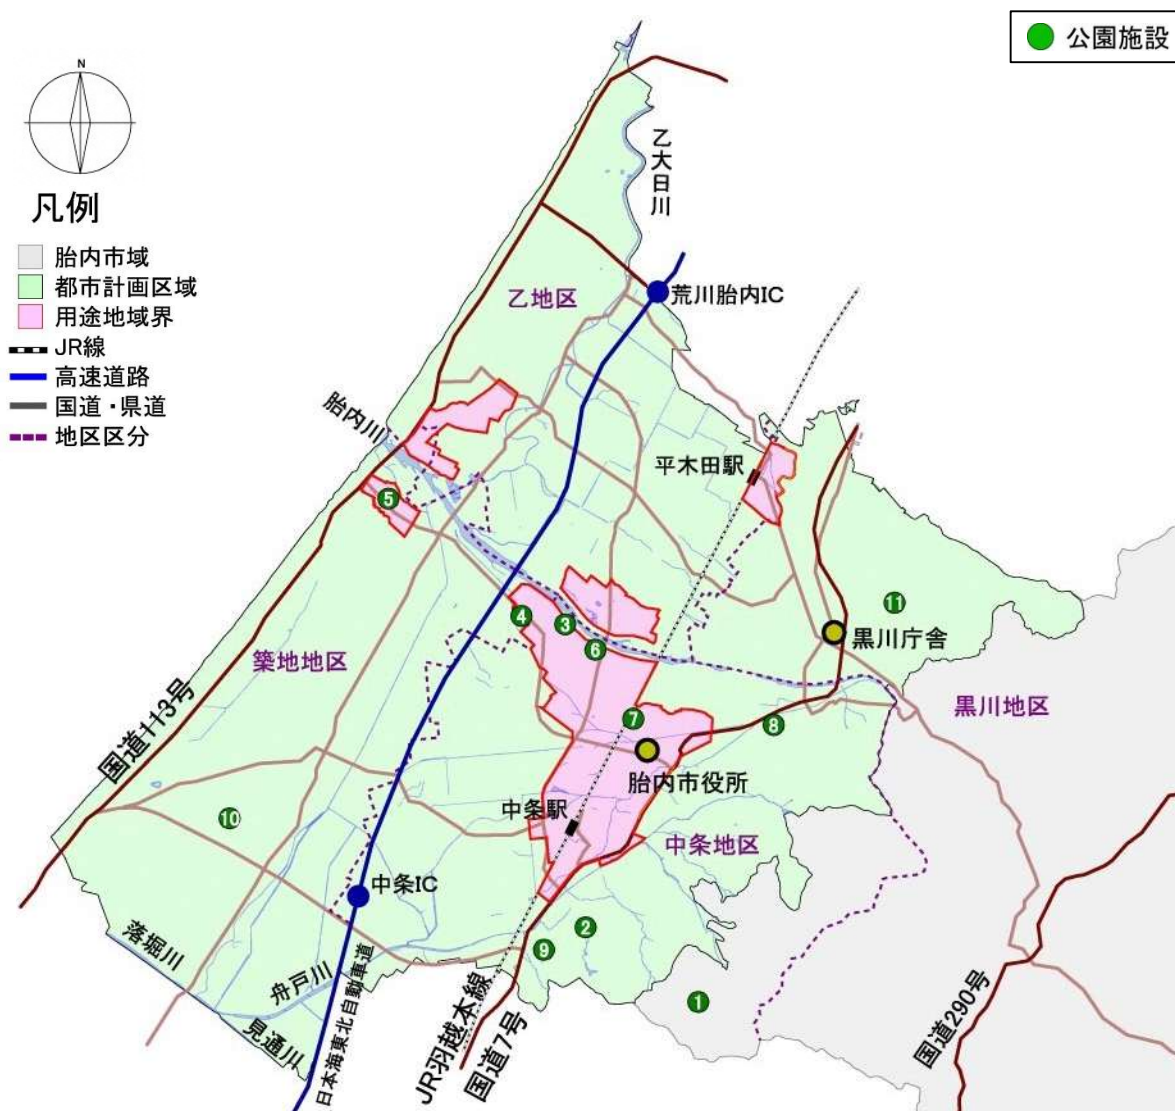 公園施設
N
凡例
胎内市域
都市計画区域
用途地域界
JR線
高速道路
国道・県道
地区区分
乙大日川
荒川胎内IC
乙地区
胎内川
平木田駅
5
4
3
6
11
黒川庁舎
築地地区
国道113号
黒川地区
7
8
胎内市役所
中条駅
中条地区
10
中条IC
2
9
落堀川
舟戸川
見通川
日本海東北自動車道
JR羽越本線
国道7号
1
国道290号